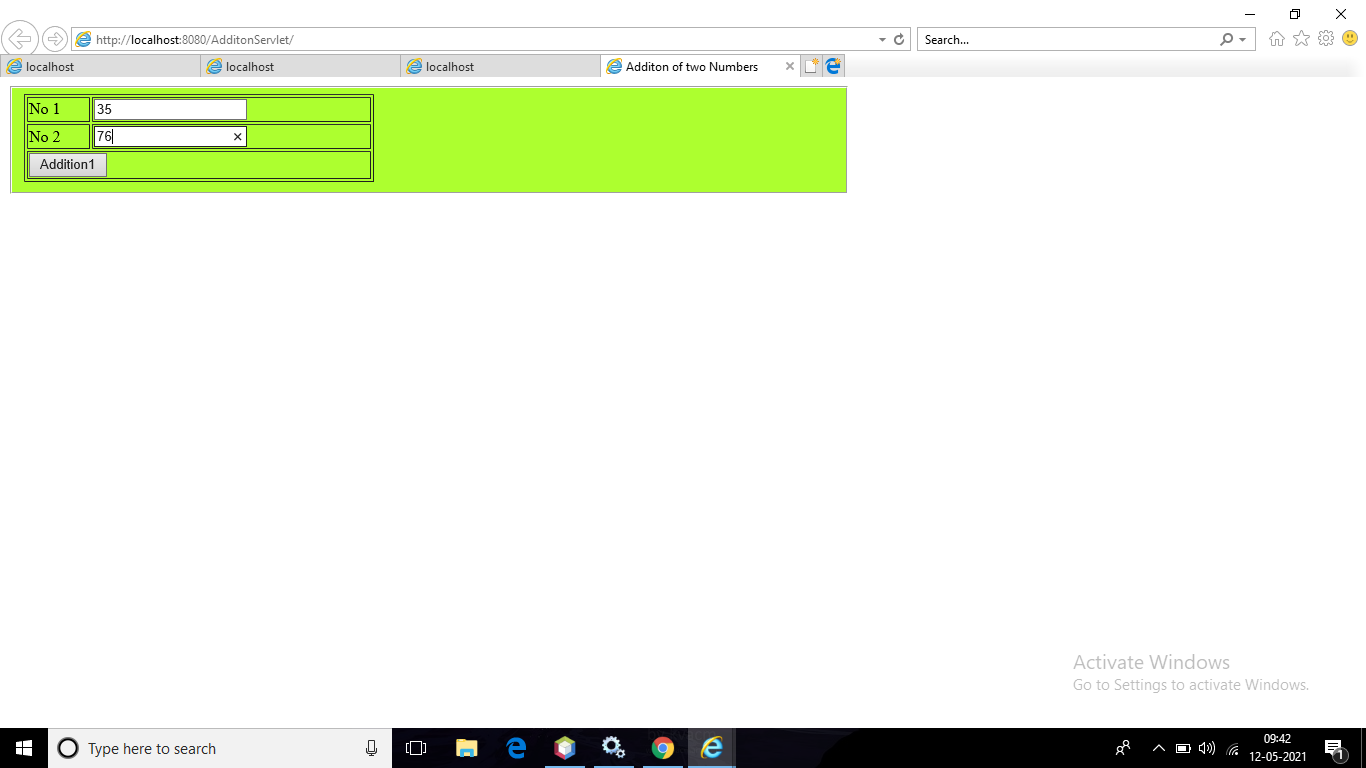 http://localhost:8080/AdditonServlet/
Search...
localhost
localhost
localhost
Additon of two Numbers
No 1 35
No 2 76
Addition1
Activate Windows
Go to Settings to activate Windows.
Type here to search
09:42
12-05-2021
1